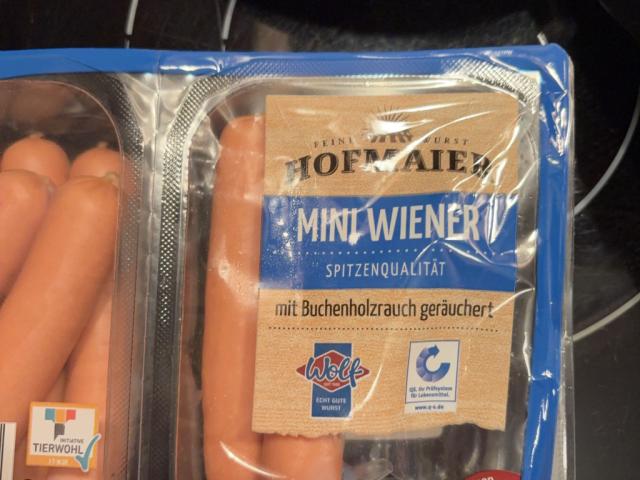 FEINE WURST
HOFMAIER
MINI WIENER
SPITZENQUALITÄT
mit Buchenholzrauch geräuchert
Wolf
ECHT GUTE
WURST
QS. Ihr Prüfsystem
für Lebensmittel.
www.q-s.de
INITIATIVE
TIERWOHL